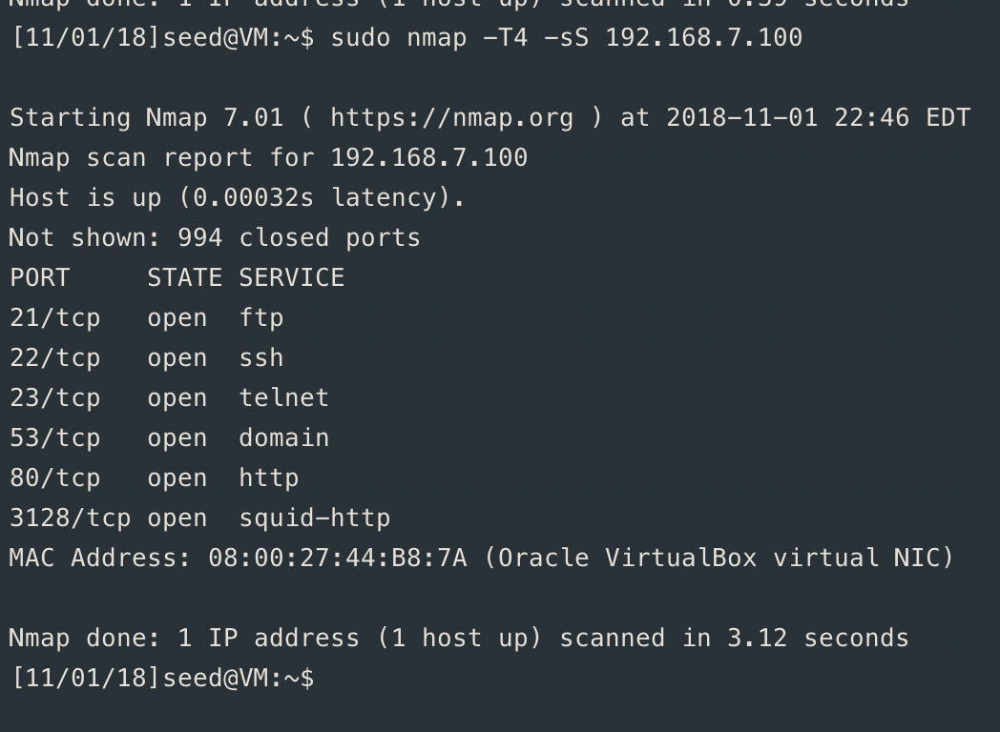 Nmap done: 1 IP address (1 host up) scanned in 0.39 seconds
[11/01/18]seed@VM:~$ sudo nmap -T4 -sS 192.168.7.100
Starting Nmap 7.01 ( https://nmap.org ) at 2018-11-01 22:46 EDT
Nmap scan report for 192.168.7.100
Host is up (0.00032s latency).
Not shown: 994 closed ports
PORT     STATE SERVICE
21/tcp   open  ftp
22/tcp   open  ssh
23/tcp   open  telnet
53/tcp   open  domain
80/tcp   open  http
3128/tcp open  squid-http
MAC Address: 08:00:27:44:B8:7A (Oracle VirtualBox virtual NIC)
Nmap done: 1 IP address (1 host up) scanned in 3.12 seconds
[11/01/18]seed@VM:~$